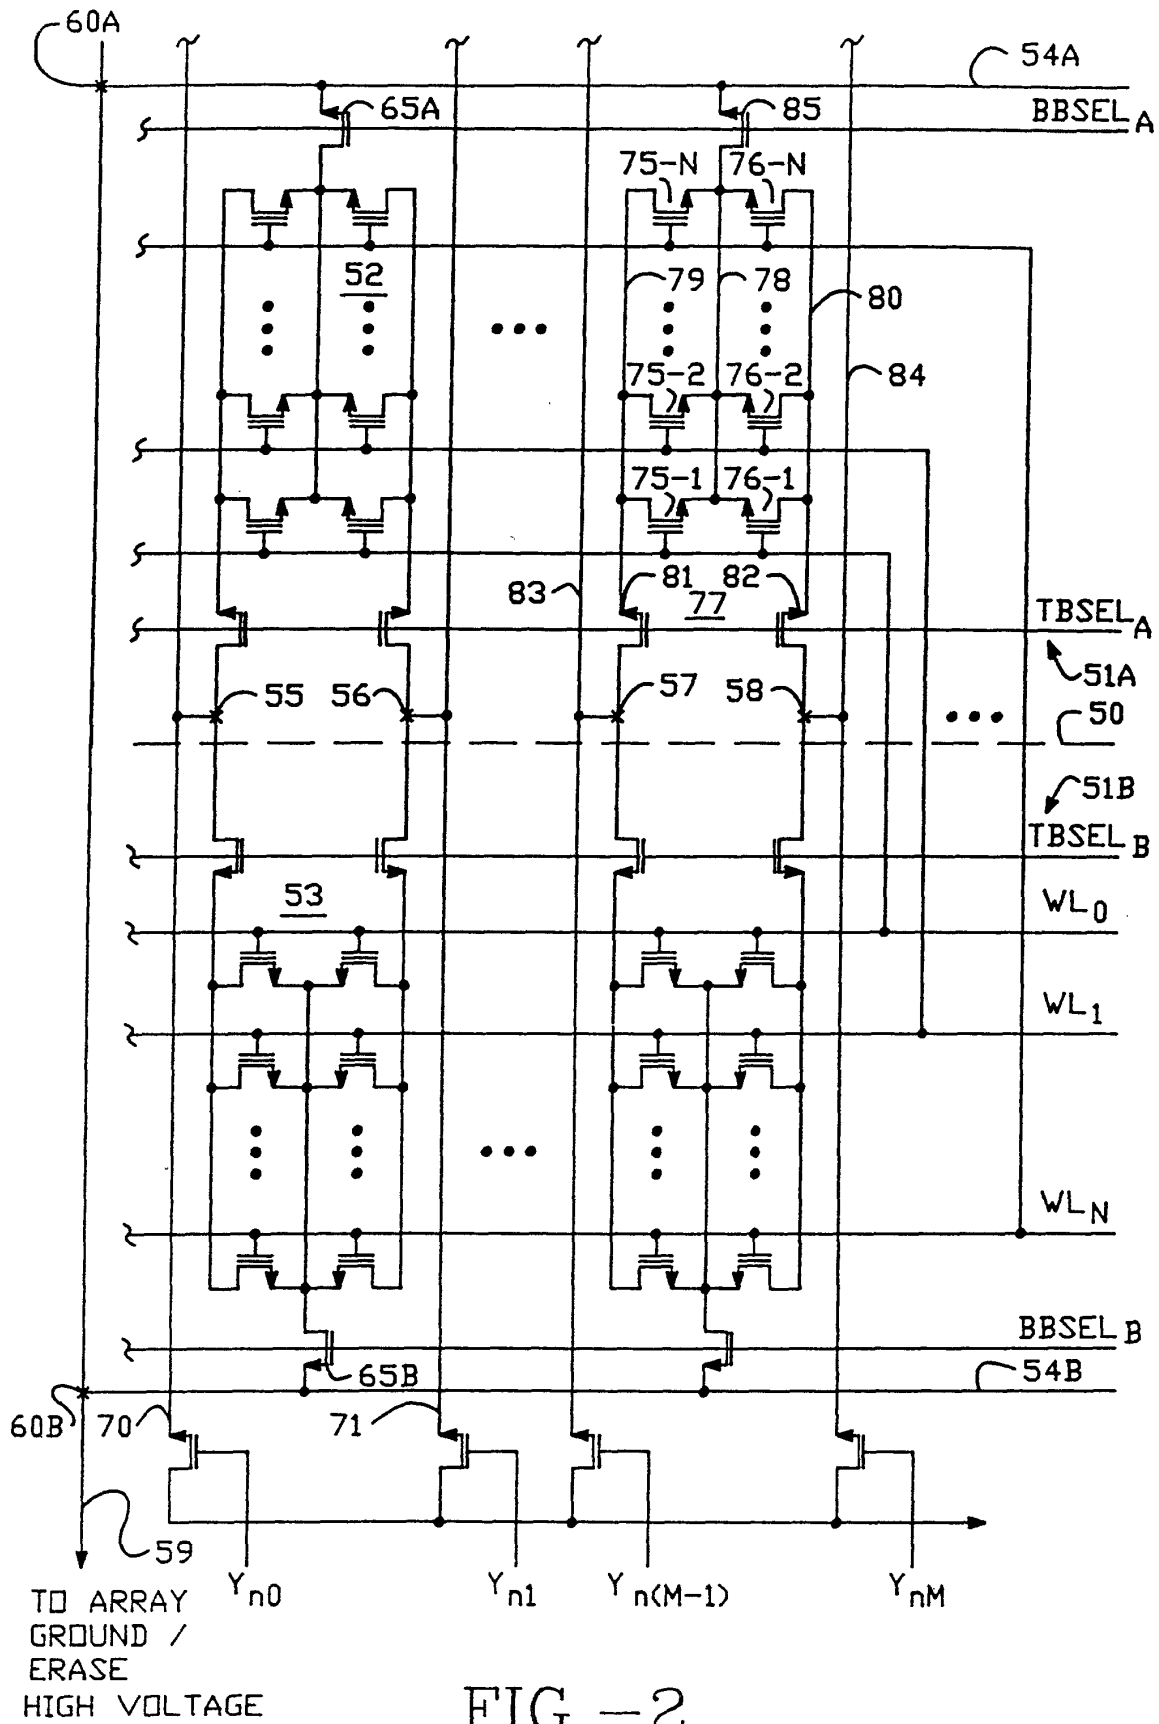 60A
54A
65A
85
BBSEL A
75-N
76-N
52
79
78
80
75-2
76-2
84
75-1
76-1
83
81
82
77
TBSEL A
51A
55
56
57
58
50
51B
TBSEL B
53
WL 0
WL 1
WL N
BBSEL B
65B
54B
60B
70
71
59
Y n0
Y n1
Y n(M-1)
Y nM
TO ARRAY
GROUND /
ERASE
HIGH VOLTAGE
FIG -2